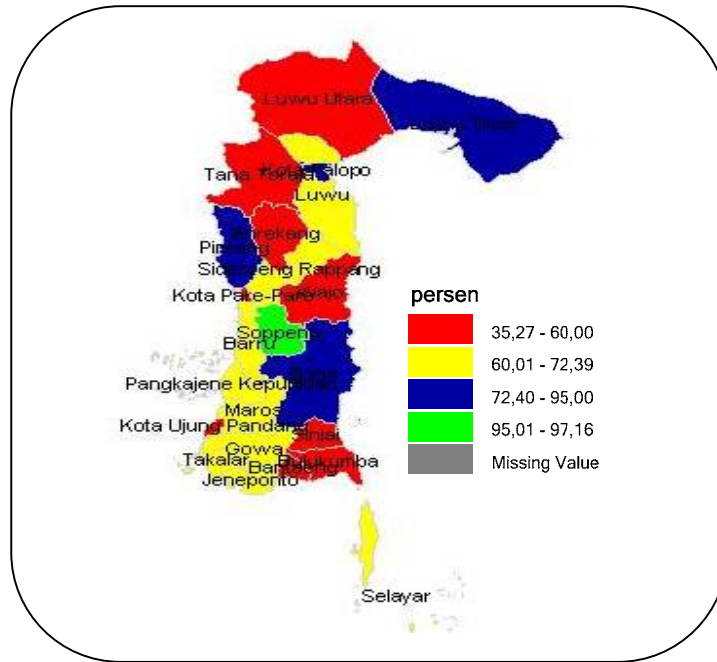 Luwu Utara
Kota Palopo
Tana Toraja
Luwu
Enrekang
Pinrang
Sidenreng Rappang
Kota Pare-Pare
Wajo
persen
35,27 - 60,00
60,01 - 72,39
72,40 - 95,00
95,01 - 97,16
Missing Value
Soppeng
Barru
Bone
Pangkajene Kepulauan
Maros
Kota Ujung Pandang
Sinjai
Gowa
Takalar
Bantaeng
Bulukumba
Jeneponto
Selayar